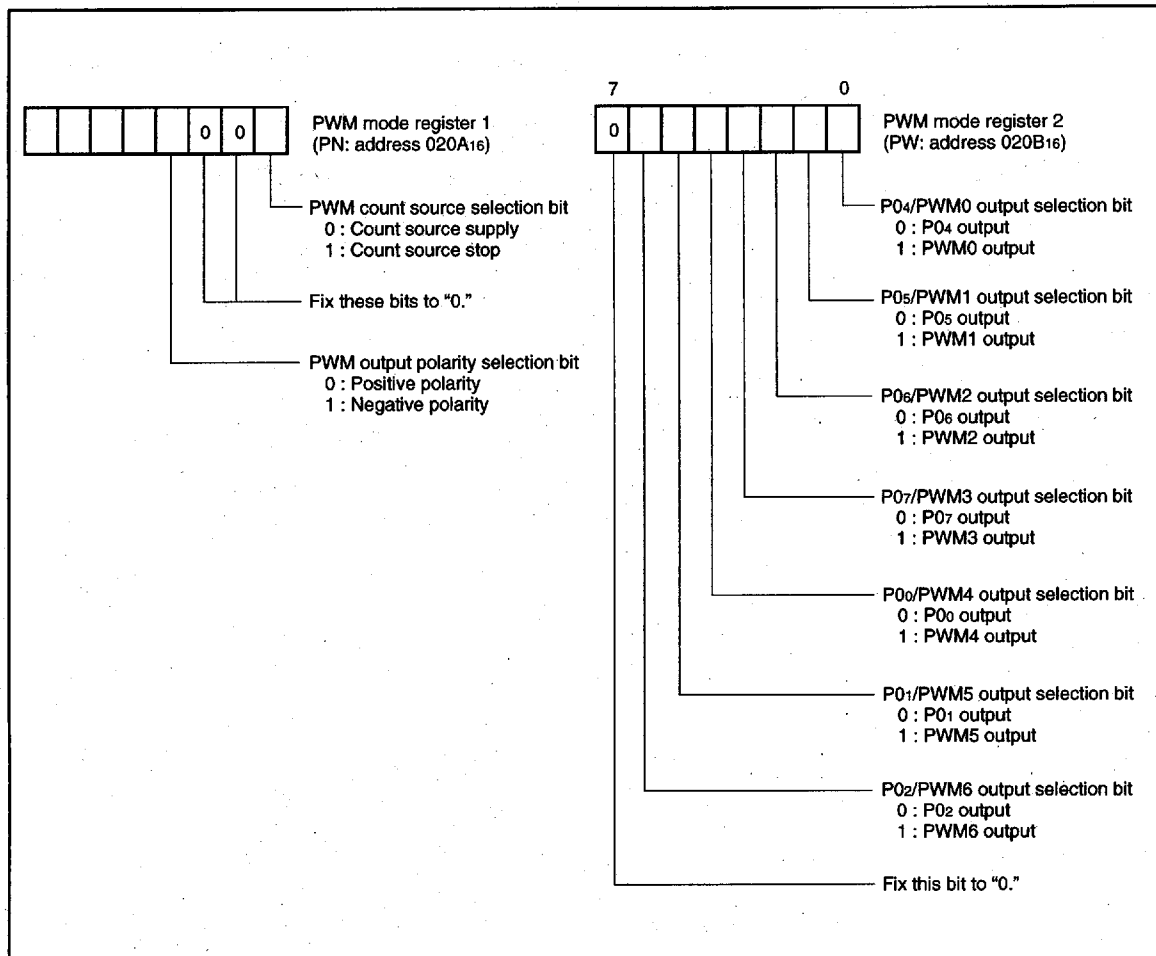 0 0
PWM mode register 1
(PN: address 020A16)
PWM count source selection bit
0 : Count source supply
1 : Count source stop
Fix these bits to “0.”
PWM output polarity selection bit
0 : Positive polarity
1 : Negative polarity
7 0
0
PWM mode register 2
(PW: address 020B16)
P04/PWM0 output selection bit
0 : P04 output
1 : PWM0 output
P05/PWM1 output selection bit
0 : P05 output
1 : PWM1 output
P06/PWM2 output selection bit
0 : P06 output
1 : PWM2 output
P07/PWM3 output selection bit
0 : P07 output
1 : PWM3 output
P00/PWM4 output selection bit
0 : P00 output
1 : PWM4 output
P01/PWM5 output selection bit
0 : P01 output
1 : PWM5 output
P02/PWM6 output selection bit
0 : P02 output
1 : PWM6 output
Fix this bit to “0.”